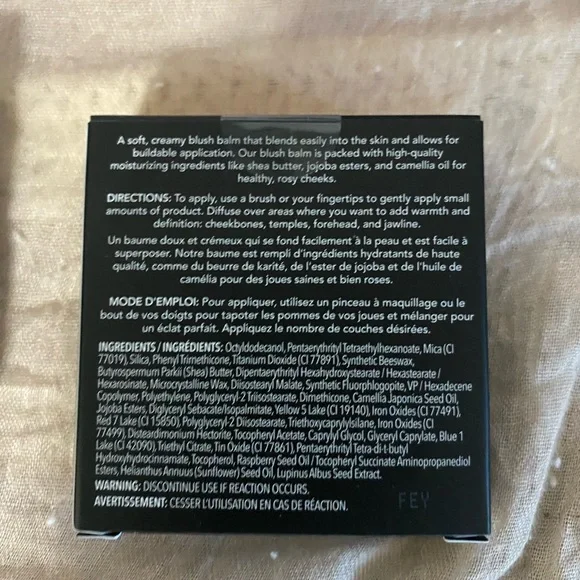 A soft, creamy blush balm that blends easily into the skin and allows for
buildable application. Our blush balm is packed with high-quality
moisturizing ingredients like shea butter, jojoba esters, and camellia oil for
healthy, rosy cheeks.
DIRECTIONS: To apply, use a brush or your fingertips to gently apply small
amounts of product. Diffuse over areas where you want to add warmth and
definition: cheekbones, temples, forehead, and jawline.
Un baume doux et crémeux qui se fond facilement à la peau et est facile à
superposer. Notre baume est rempli d'ingrédients hydratants de haute
qualité, comme du beurre de karité, de l'ester de jojoba et de l'huile de
camélia pour des joues saines et bien roses.
MODE D'EMPLOI: Pour appliquer, utilisez un pinceau à maquillage ou le
bout de vos doigts pour tapoter les pommes de vos joues et mélanger pour
un éclat parfait. Appliquez le nombre de couches désirées.
INGREDIENTS / INGRÉDIENTS: Octyldodecanol, Pentaerythrityl Tetraethylhexanoate, Mica (CI
77019), Silica, Phenyl Trimethicone, Titanium Dioxide (CI 77891), Synthetic Beeswax,
Butyrospermum Parkii (Shea) Butter, Dipentaerythrityl Hexahydroxystearate / Hexastearate /
Hexarosinate, Microcrystalline Wax, Diisostearyl Malate, Synthetic Fluorphlogopite, VP / Hexadecene
Copolymer, Polyethylene, Polyglyceryl-2 Triisostearate, Dimethicone, Camellia Japonica Seed Oil,
Jojoba Esters, Diglyceryl Sebacate/Isopalmitate, Yellow 5 Lake (CI 19140), Iron Oxides (CI 77491),
Red 7 Lake (CI 15850), Polyglyceryl-2 Diisostearate, Triethoxycaprylylsilane, Iron Oxides (CI
77499), Disteardimonium Hectorite, Tocopheryl Acetate, Caprylyl Glycol, Glyceryl Caprylate, Blue 1
Lake (CI 42090), Triethyl Citrate, Tin Oxide (CI 77861), Pentaerythrityl Tetra-di-t-butyl
Hydroxyhydrocinnamate, Tocopherol, Raspberry Seed Oil / Tocopheryl Succinate Aminopropanediol
Esters, Helianthus Annuus (Sunflower) Seed Oil, Lupinus Albus Seed Extract.
WARNING: DISCONTINUE USE IF REACTION OCCURS.
AVERTISSEMENT: CESSER L'UTILISATION EN CAS DE RÉACTION.
FEY